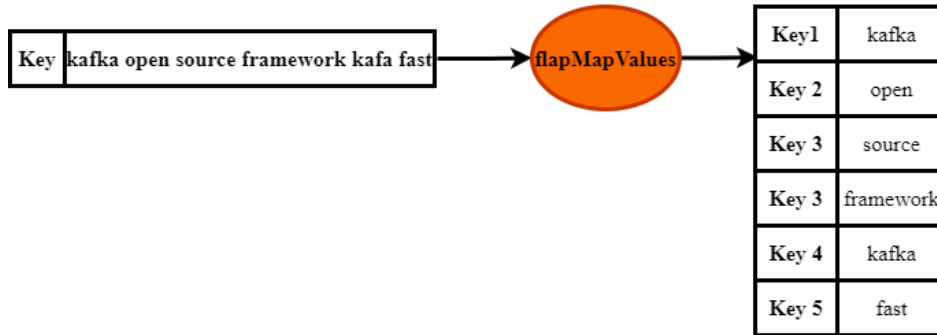 Key kafka open source framework kafa fast
flapMapValues
Key1 kafka
Key 2 open
Key 3 source
Key 3 framework
Key 4 kafka
Key 5 fast